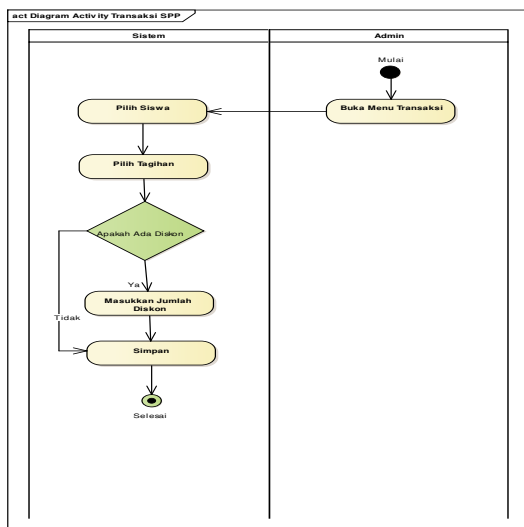 act Diagram Activity Transaksi SPP
Sistem
Admin
Mulai
Buka Menu Transaksi
Pilih Siswa
Pilih Tagihan
Apakah Ada Diskon
Ya
Masukkan Jumlah
Diskon
Tidak
Simpan
Selesai